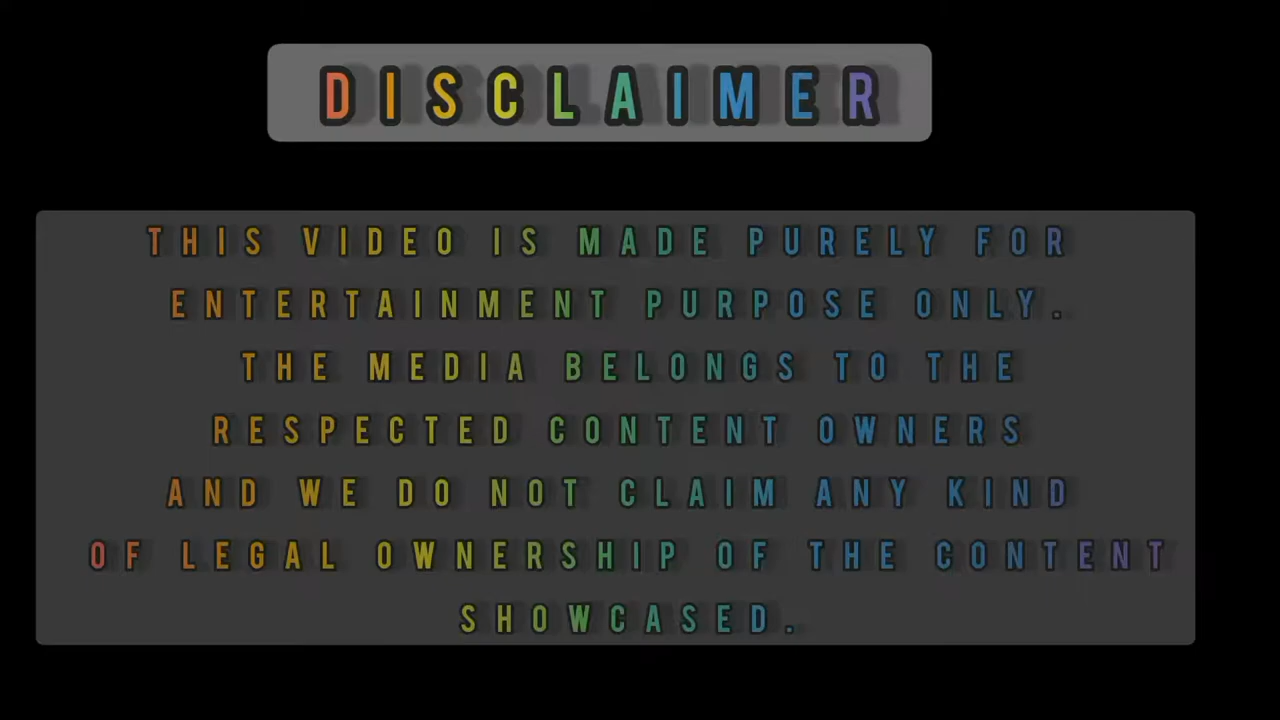 DISCLAIMER
THIS VIDEO IS MADE PURELY FOR
ENTERTAINMENT PURPOSE ONLY.
THE MEDIA BELONGS TO THE
RESPECTED CONTENT OWNERS
AND WE DO NOT CLAIM ANY KIND
OF LEGAL OWNERSHIP OF THE CONTENT
SHOWCASED.